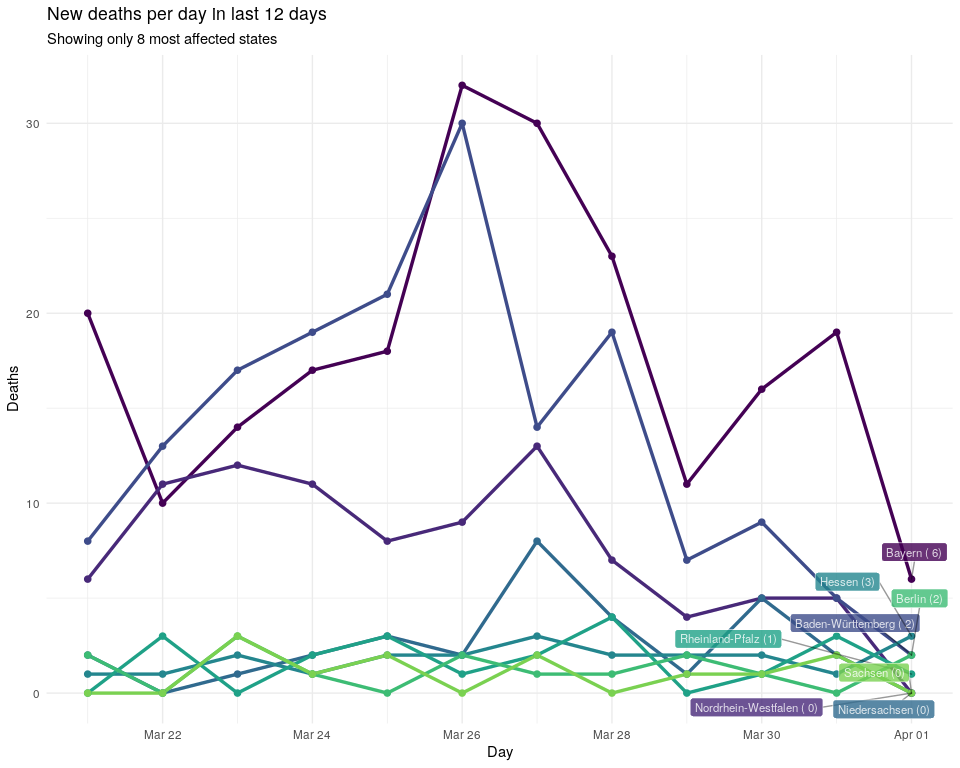 New deaths per day in last 12 days
Showing only 8 most affected states
Deaths
30
20
10
0
Bayern ( 6)
Hessen (3)
Berlin (2)
Baden-Württemberg ( 2)
Rheinland-Pfalz (1)
Sachsen (0)
Nordrhein-Westfalen ( 0)
Niedersachsen (0)
Mar 22
Mar 24
Mar 26
Mar 28
Mar 30
Apr 01
Day